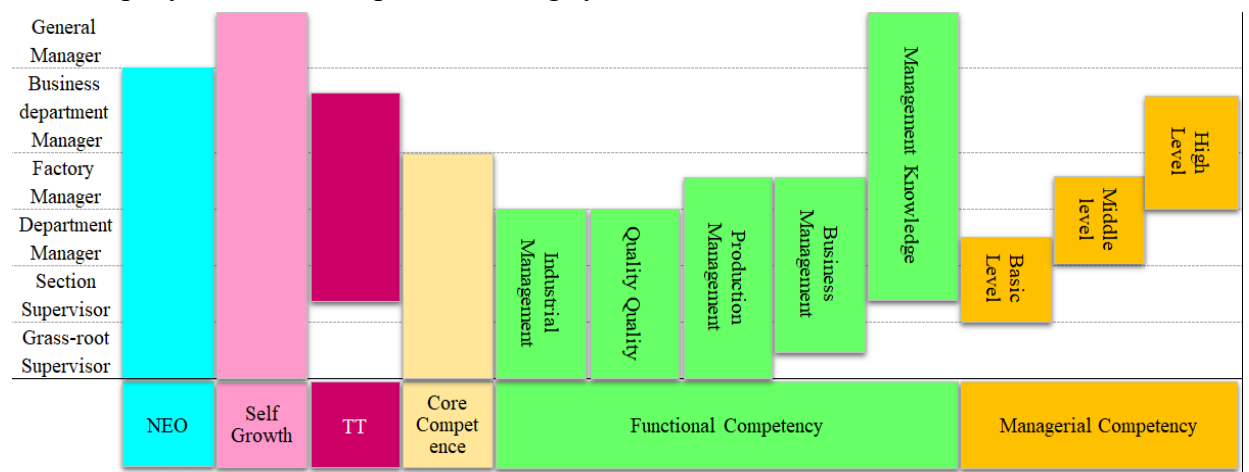 General
Manager
Business
department
Manager
Factory
Manager
Department
Manager
Section
Supervisor
Grass-root
Supervisor
Industrial
Management
Quality Quality
Production
Management
Business
Management
Management Knowledge
Basic
Level
Middle
level
High
Level
NEO
Self
Growth
TT
Core
Compet
ence
Functional Competency
Managerial Competency